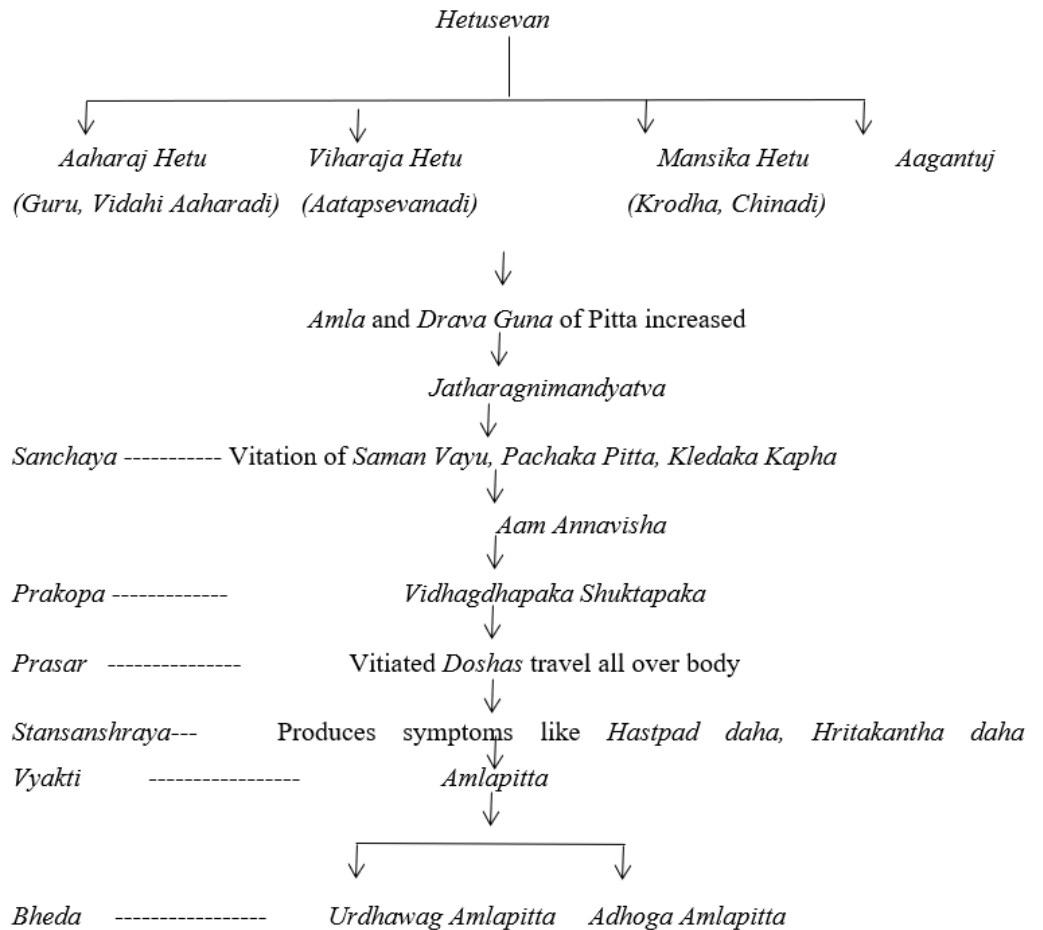 Hetusevan
Aaharaj Hetu Viharaja Hetu Mansika Hetu Aagantuj
(Guru, Vidahi Aaharadi) (Aatapsevanadi) (Krodha, Chinadi)
Amla and Drava Guna of Pitta increased
Jatharagnimandyatva
Sanchaya ----------- Vitation of Saman Vayu, Pachaka Pitta, Kledaka Kapha
Aam Annavisha
Prakopa ------------- Vidhagdhapaka Shuktapaka
Prasar --------------- Vitiated Doshas travel all over body
Stansanshraya--- Produces symptoms like Hastpad daha, Hritakantha daha
Vyakti ----------------- Amlapitta
Bheda ----------------- Urdhawag Amlapitta Adhoga Amlapitta